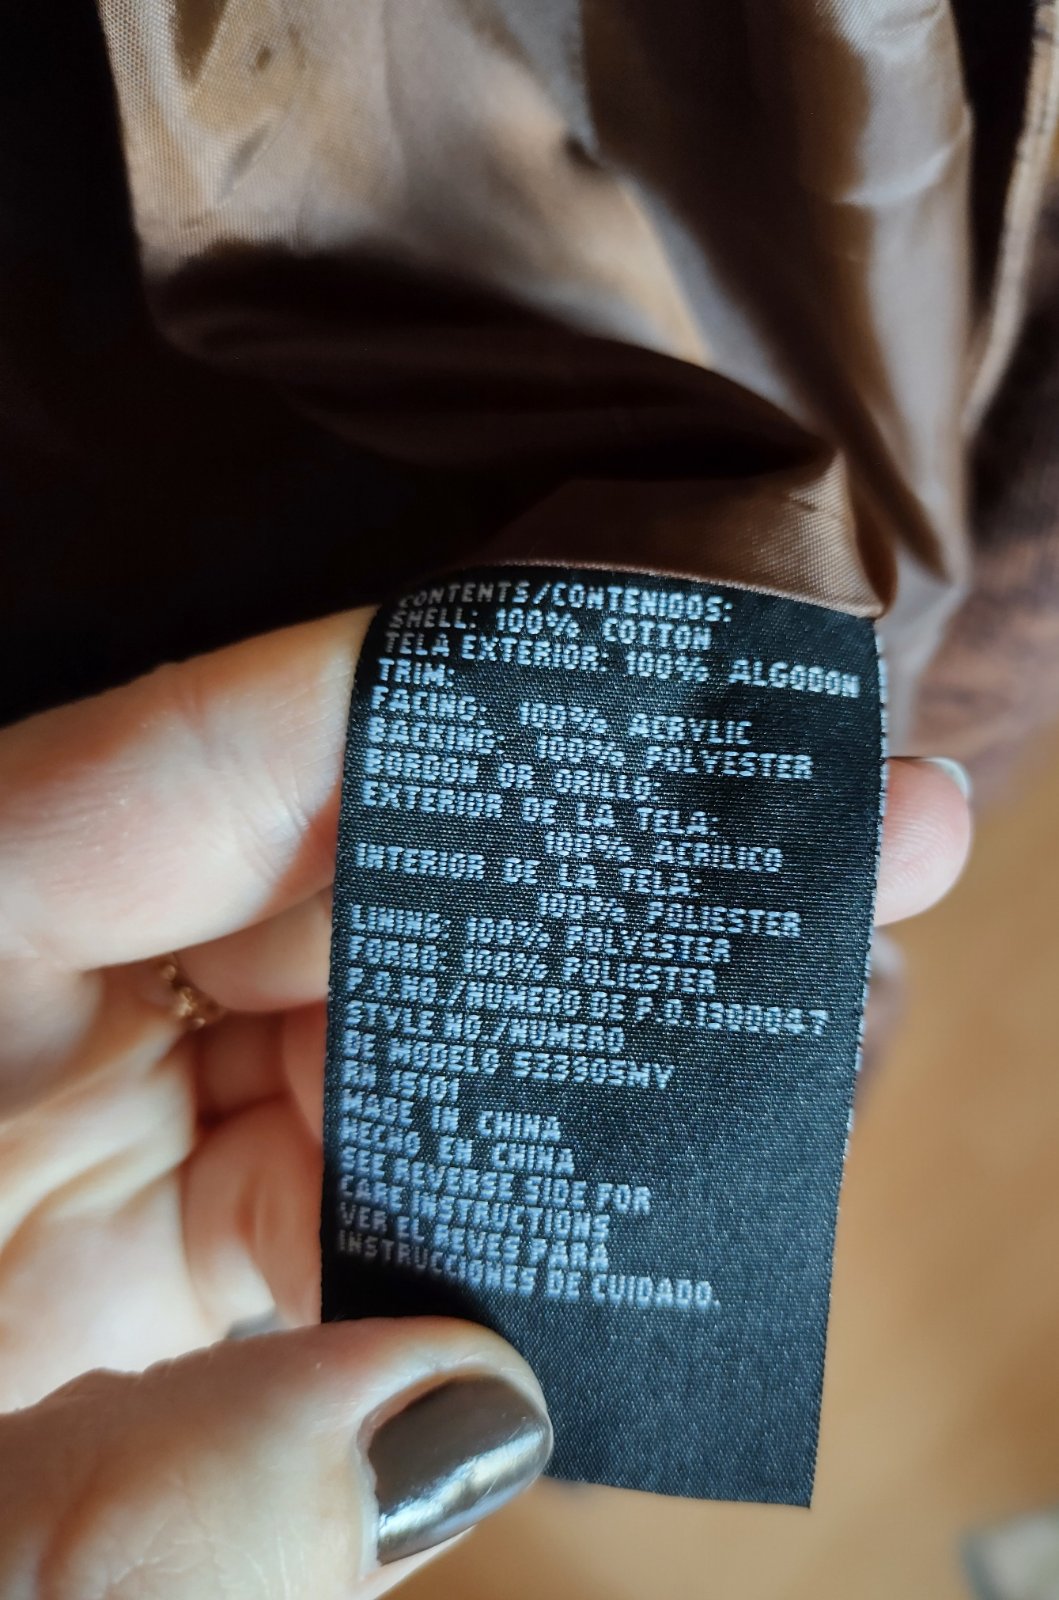 CONTENTS/CONTENIDOS:
SHELL: 100% COTTON
TELA EXTERIOR: 100% ALGODON
TRIM:
FACING: 100% ACRYLIC
BACKING: 100% POLYESTER
BORDON OR ORILLO:
EXTERIOR DE LA TELA:
100% ACRILICO
INTERIOR DE LA TELA:
100% POLIESTER
LINING: 100% POLYESTER
FORRO: 100% POLIESTER
P.O.NO./NUMERO DE P.O.
STYLE NO./NUMERO
DE MODELO
RN 15101
MADE IN CHINA
HECHO EN CHINA
SEE REVERSE SIDE FOR
CARE INSTRUCTIONS
VER EL REVES PARA
INSTRUCCIONES DE CUIDADO.